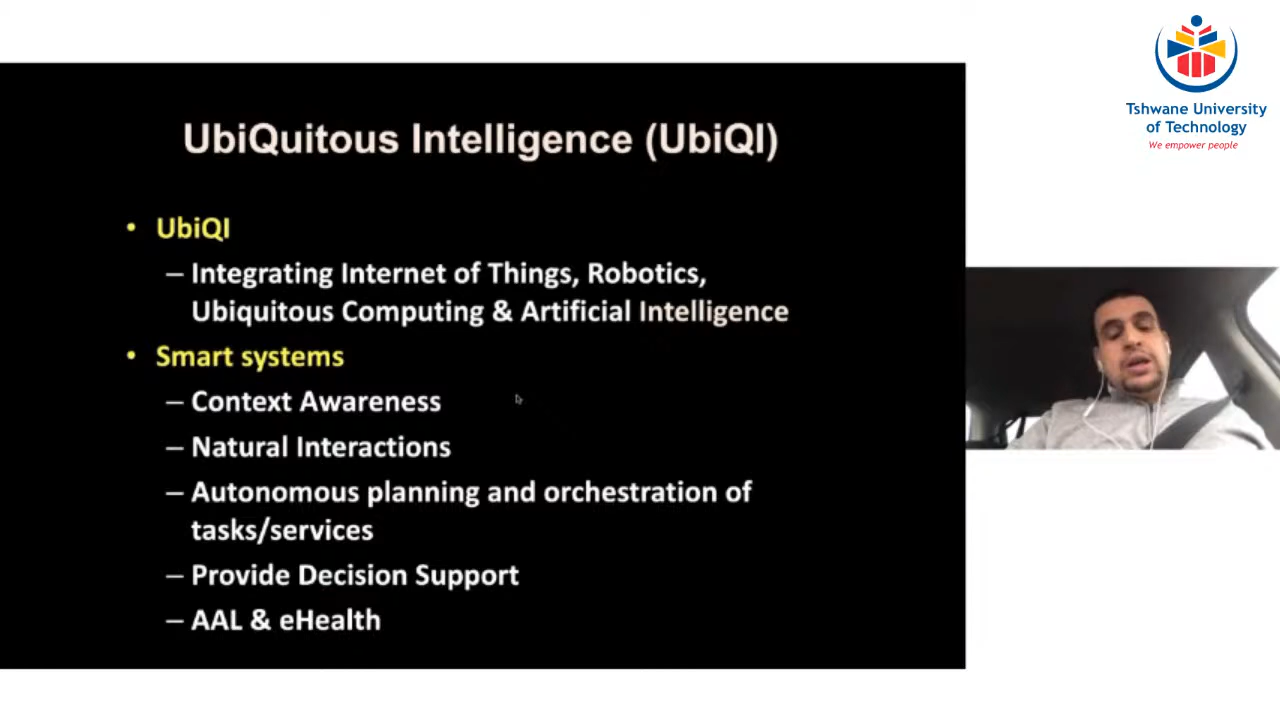 UbiQuitous Intelligence (UbiQI)
• UbiQI
– Integrating Internet of Things, Robotics,
Ubiquitous Computing & Artificial Intelligence
• Smart systems
– Context Awareness
– Natural Interactions
– Autonomous planning and orchestration of
tasks/services
– Provide Decision Support
– AAL & eHealth
Tshwane University
of Technology
We empower people